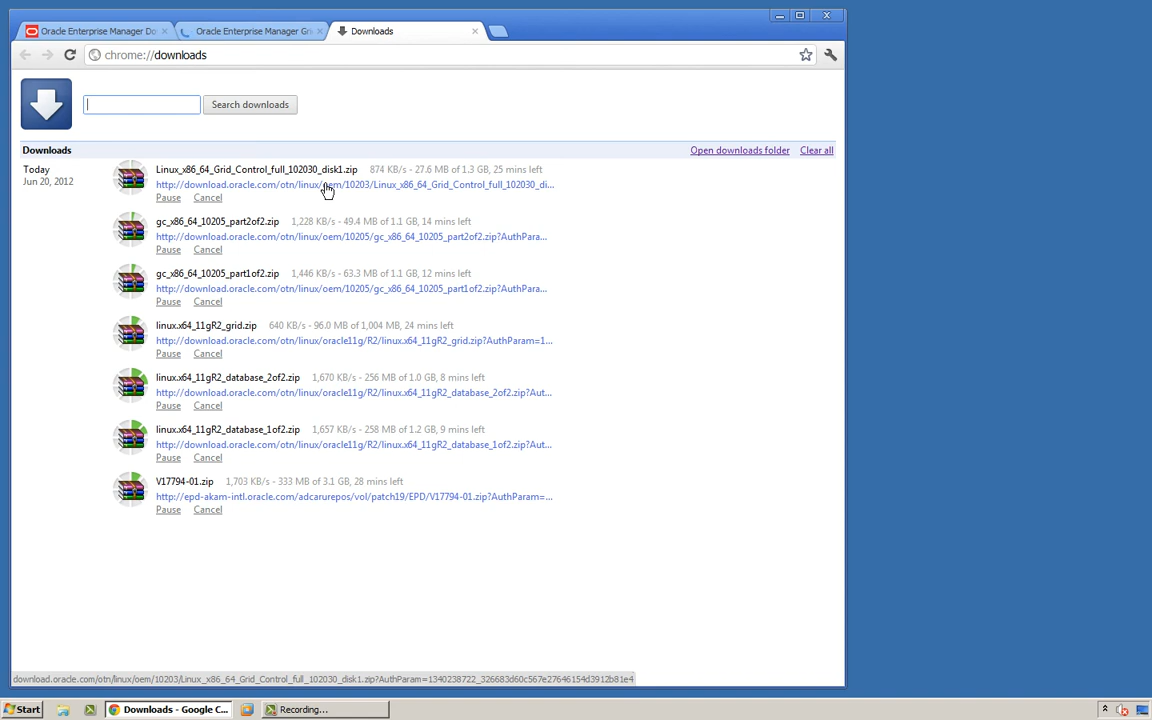 Oracle Enterprise Manager Do
Oracle Enterprise Manager Gri
Downloads
chrome://downloads
Search downloads
Downloads
Open downloads folder
Clear all
Today
Jun 20, 2012
Linux_x86_64_Grid_Control_full_102030_disk1.zip 874 KB/s - 27.6 MB of 1.3 GB, 25 mins left
http://download.oracle.com/otn/linux/oem/10203/Linux_x86_64_Grid_Control_full_102030_di...
Pause Cancel
gc_x86_64_10205_part2of2.zip 1,228 KB/s - 49.4 MB of 1.1 GB, 14 mins left
http://download.oracle.com/otn/linux/oem/10205/gc_x86_64_10205_part2of2.zip?AuthPara...
Pause Cancel
gc_x86_64_10205_part1of2.zip 1,446 KB/s - 63.3 MB of 1.1 GB, 12 mins left
http://download.oracle.com/otn/linux/oem/10205/gc_x86_64_10205_part1of2.zip?AuthPara...
Pause Cancel
linux.x64_11gR2_grid.zip 640 KB/s - 96.0 MB of 1,004 MB, 24 mins left
http://download.oracle.com/otn/linux/oracle11g/R2/linux.x64_11gR2_grid.zip?AuthParam=1...
Pause Cancel
linux.x64_11gR2_database_2of2.zip 1,670 KB/s - 256 MB of 1.0 GB, 8 mins left
http://download.oracle.com/otn/linux/oracle11g/R2/linux.x64_11gR2_database_2of2.zip?Aut...
Pause Cancel
linux.x64_11gR2_database_1of2.zip 1,657 KB/s - 258 MB of 1.2 GB, 9 mins left
http://download.oracle.com/otn/linux/oracle11g/R2/linux.x64_11gR2_database_1of2.zip?Aut...
Pause Cancel
V17794-01.zip 1,703 KB/s - 333 MB of 3.1 GB, 28 mins left
http://epd-akam-intl.oracle.com/adcarurepos/vol/patch19/EPD/V17794-01.zip?AuthParam=...
Pause Cancel
download.oracle.com/otn/linux/oem/10203/Linux_x86_64_Grid_Control_full_102030_disk1.zip?AuthParam=1340238722_326683d60c567e27646154d3912b81e4
Start
Downloads - Google C...
Recording...